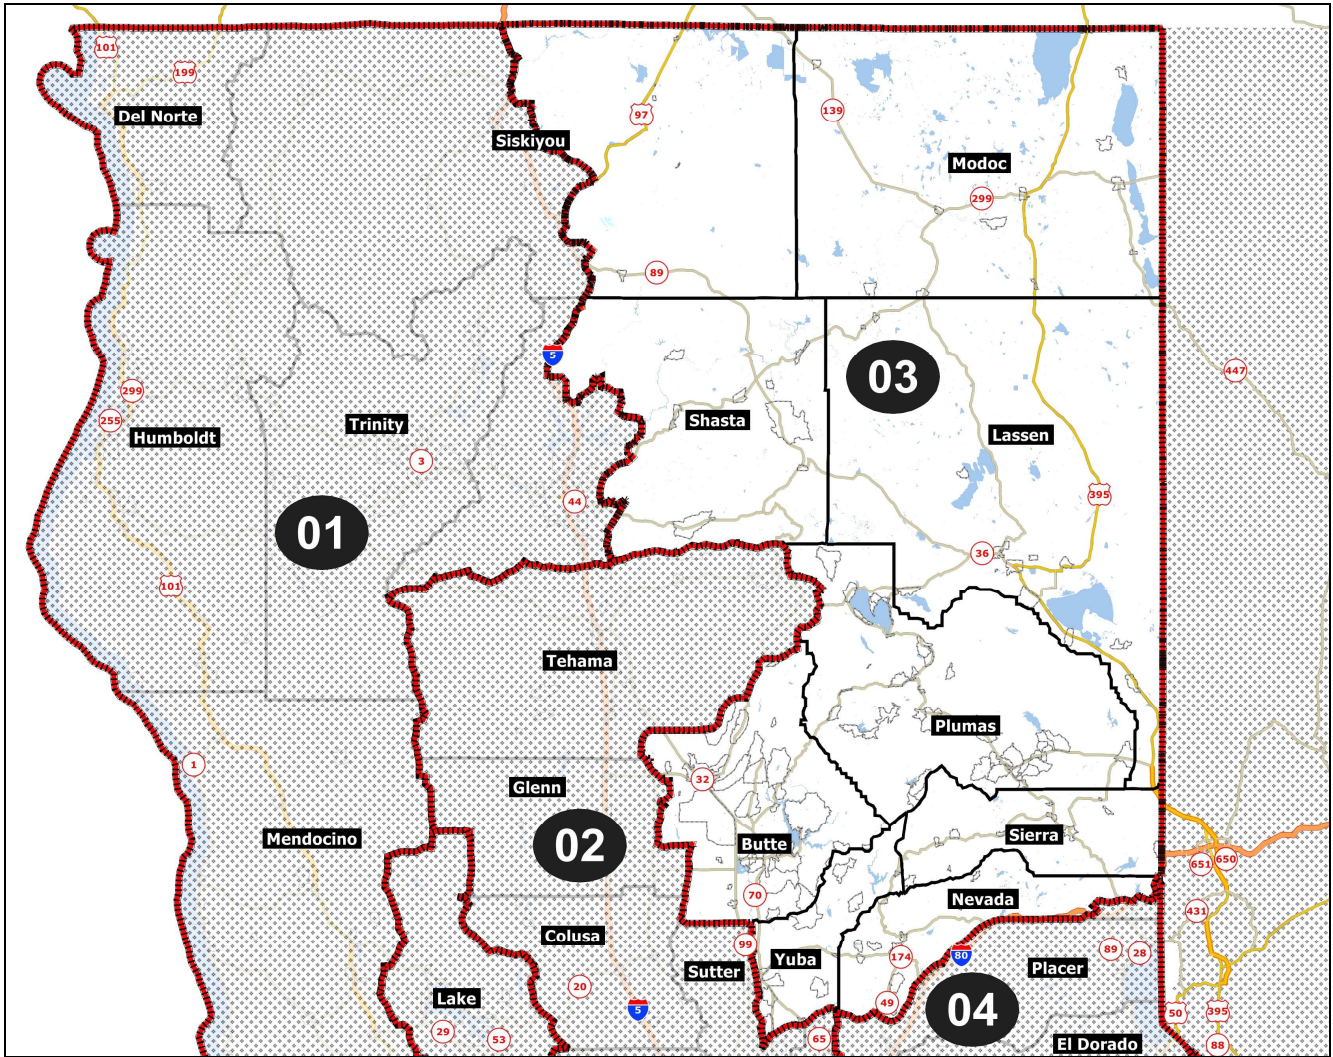 101
199
Del Norte
97
139
Siskiyou
Modoc
299
89
5
447
03
299
255
Humboldt
Trinity
Shasta
Lassen
3
44
395
01
36
101
Tehama
Plumas
1
32
Glenn
Mendocino
02
Butte
Sierra
651
650
70
Nevada
431
Colusa
99
Sutter
Yuba
174
80
89
28
Placer
20
Lake
5
49
04
50
395
29
53
65
El Dorado
88